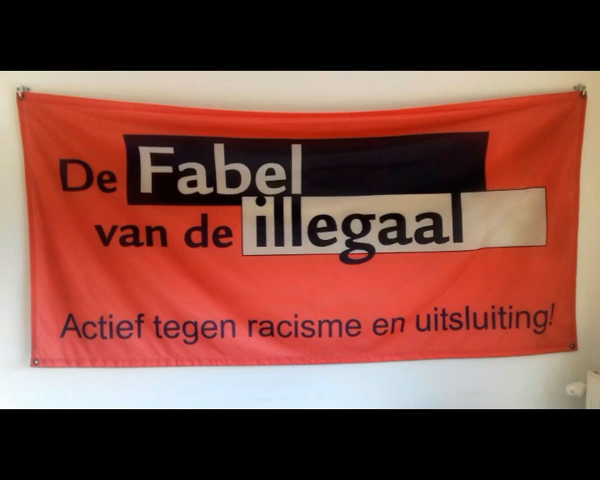 De Fabel
van de illegaal
Actief tegen racisme en uitsluiting!